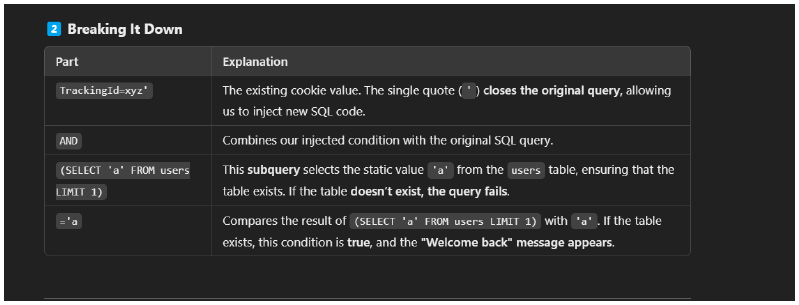 2 Breaking It Down
Part Explanation
TrackingId=xyz' The existing cookie value. The single quote ( ' ) closes the original query, allowing
us to inject new SQL code.
AND Combines our injected condition with the original SQL query.
(SELECT 'a' FROM users This subquery selects the static value 'a' from the users table, ensuring that the
LIMIT 1) table exists. If the table doesn't exist, the query fails.
='a Compares the result of (SELECT 'a' FROM users LIMIT 1) with 'a' . If the table
exists, this condition is true, and the "Welcome back" message appears.